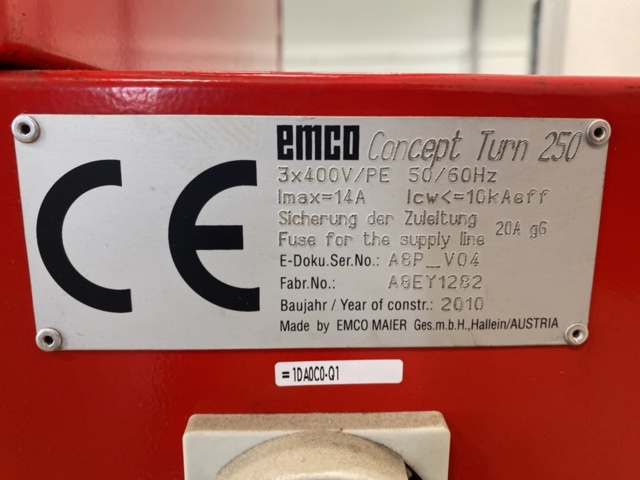 CE
emco Concept Turn 250
3x400V/PE 50/60Hz
Imax=14A Icw<=10kAeff
Sicherung der Zuleitung
Fuse for the supply line 20A gG
E-Doku.Ser.No.: A8P_V04
Fabr.No.: A8EY1282
Baujahr / Year of constr.: 2010
Made by EMCO MAIER Ges.m.b.H.,Hallein/AUSTRIA
=1DA0C0-Q1